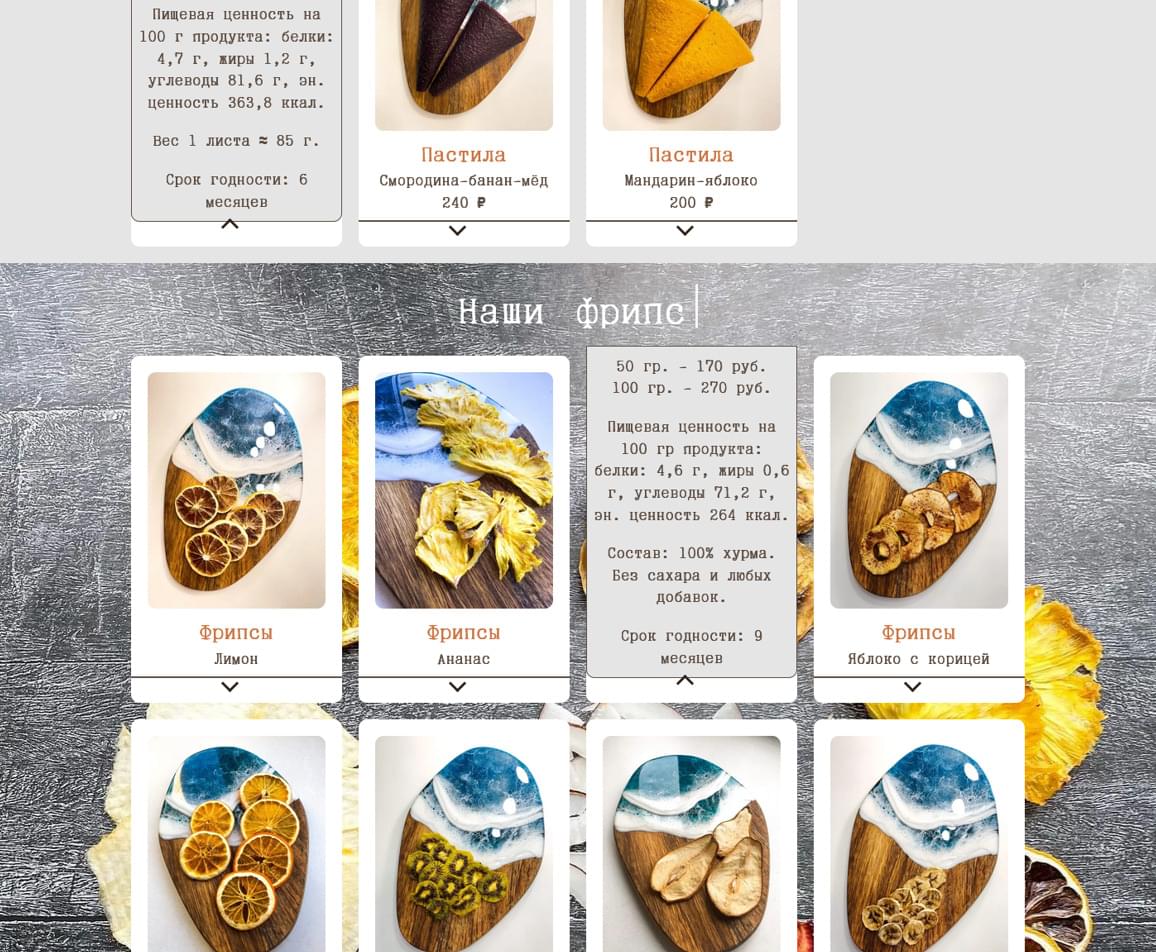 Пищевая ценность на
100 г продукта: белки:
4,7 г, жиры 1,2 г,
углеводы 81,6 г, эн.
ценность 363,8 ккал.
Вес 1 листа ≈ 85 г.
Срок годности: 6
месяцев
Пастила
Смородина-банан-мёд
240 ₽
Пастила
Мандарин-яблоко
200 ₽
Наши фрипс
Фрипсы
Лимон
Фрипсы
Ананас
50 гр. - 170 руб.
100 гр. - 270 руб.
Пищевая ценность на
100 гр продукта:
белки: 4,6 г, жиры 0,6
г, углеводы 71,2 г,
эн. ценность 264 ккал.
Состав: 100% хурма.
Без сахара и любых
добавок.
Срок годности: 9
месяцев
Фрипсы
Яблоко с корицей